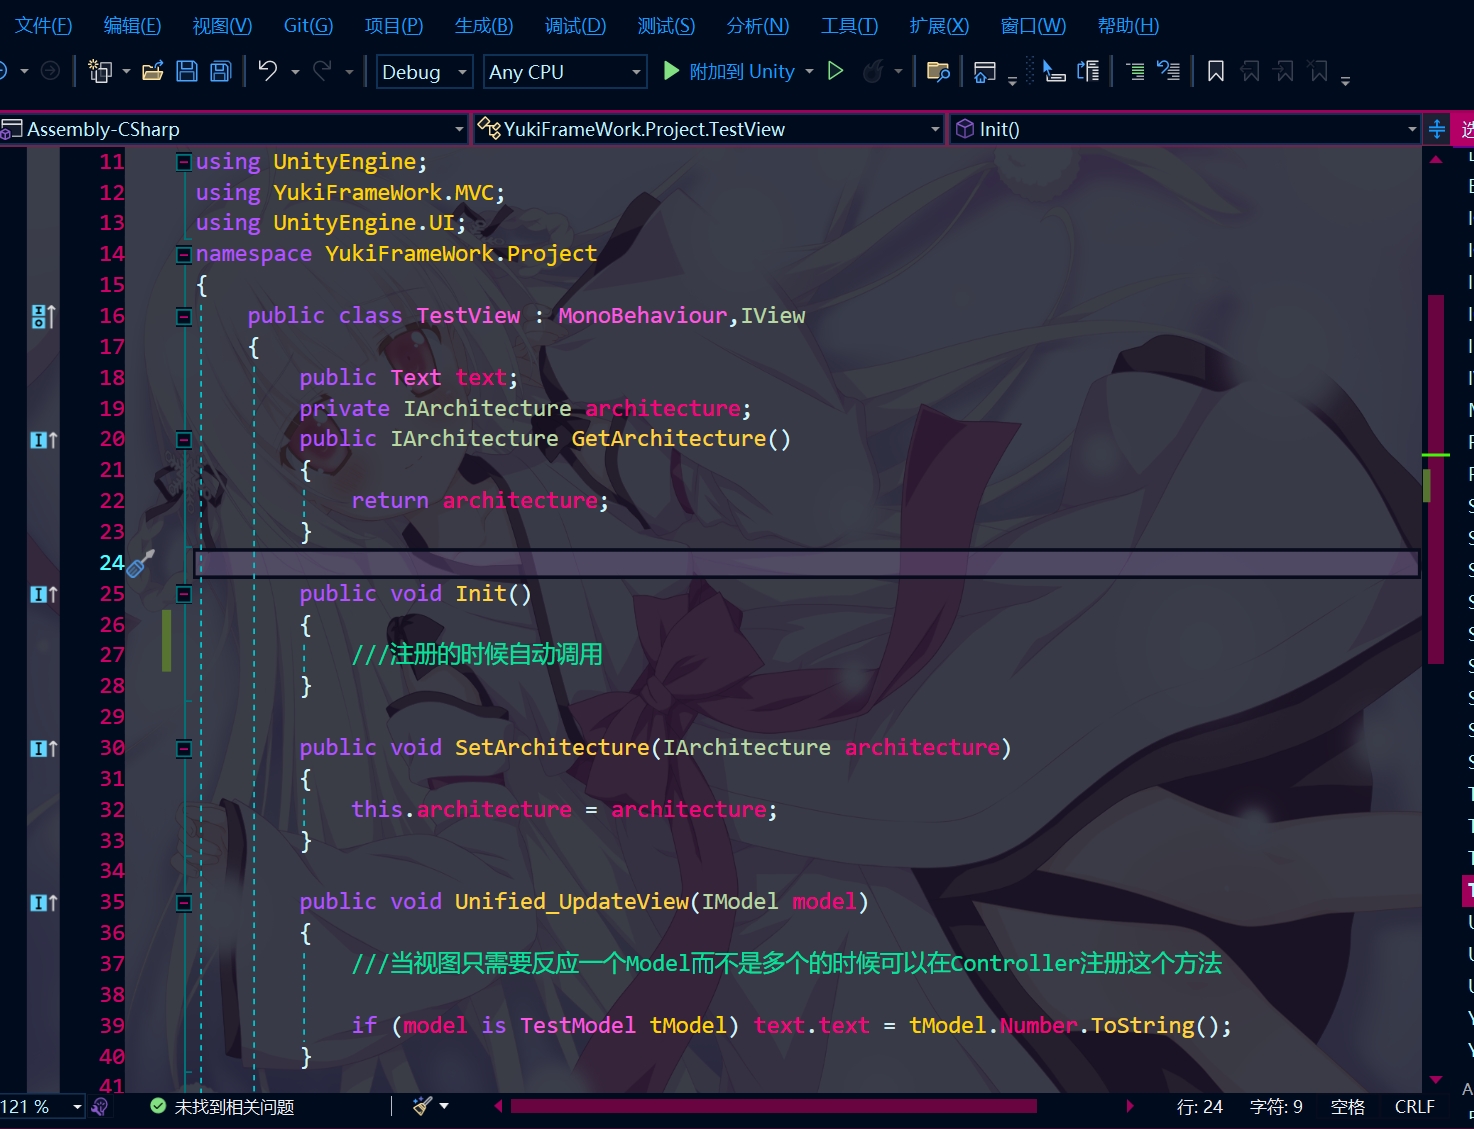 文件(F) 编辑(E) 视图(V) Git(G) 项目(P) 生成(B) 调试(D) 测试(S) 分析(N) 工具(T) 扩展(X) 窗口(W) 帮助(H)
Debug Any CPU 附加到 Unity
Assembly-CSharp YukiFrameWork.Project.TestView Init()
11 using UnityEngine;
12 using YukiFrameWork.MVC;
13 using UnityEngine.UI;
14 namespace YukiFrameWork.Project
15 {
16 public class TestView : MonoBehaviour,IView
17 {
18 public Text text;
19 private IArchitecture architecture;
20 public IArchitecture GetArchitecture()
21 {
22 return architecture;
23 }
24
25 public void Init()
26 {
27 ///注册的时候自动调用
28 }
29
30 public void SetArchitecture(IArchitecture architecture)
31 {
32 this.architecture = architecture;
33 }
34
35 public void Unified_UpdateView(IModel model)
36 {
37 ///当视图只需要反应一个Model而不是多个的时候可以在Controller注册这个方法
38
39 if (model is TestModel tModel) text.text = tModel.Number.ToString();
40 }
41
121 % 未找到相关问题 行: 24 字符: 9 空格 CRLF